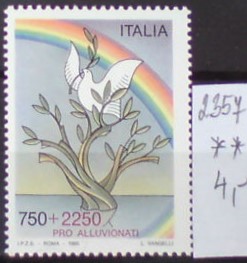 ITALIA
2357
**
4,
750+2250
PRO ALLUVIONATI
I.P.Z.S. - ROMA - 1995
L. VANGELLI